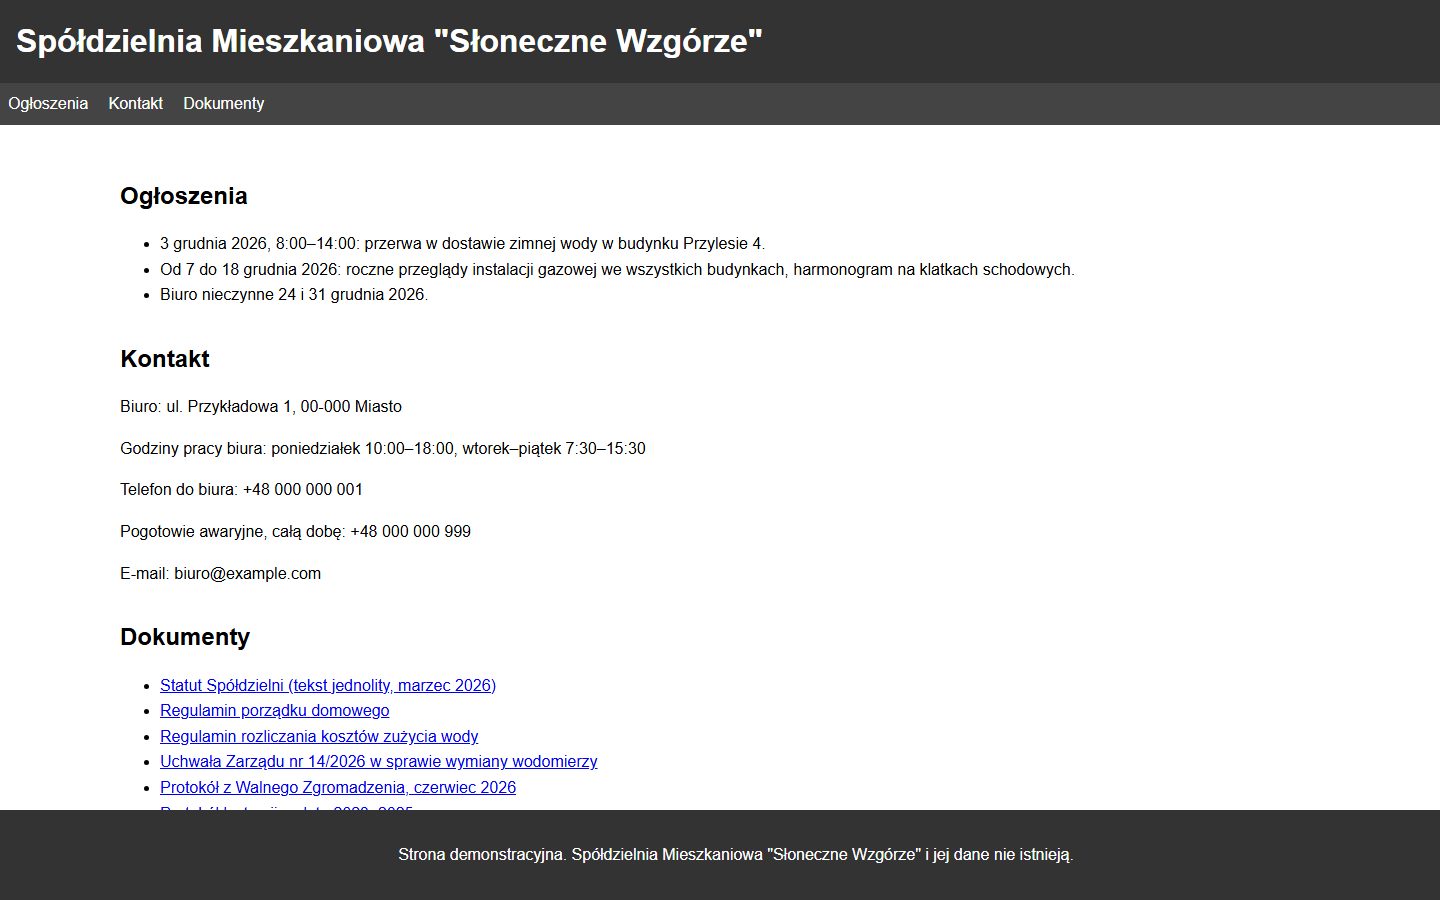 Spółdzielnia Mieszkaniowa "Słoneczne Wzgórze"
Ogłoszenia Kontakt Dokumenty
Ogłoszenia
3 grudnia 2026, 8:00–14:00: przerwa w dostawie zimnej wody w budynku Przylesie 4.
Od 7 do 18 grudnia 2026: roczne przeglądy instalacji gazowej we wszystkich budynkach, harmonogram na klatkach schodowych.
Biuro nieczynne 24 i 31 grudnia 2026.
Kontakt
Biuro: ul. Przykładowa 1, 00-000 Miasto
Godziny pracy biura: poniedziałek 10:00–18:00, wtorek–piątek 7:30–15:30
Telefon do biura: +48 000 000 001
Pogotowie awaryjne, całą dobę: +48 000 000 999
E-mail: biuro@example.com
Dokumenty
Statut Spółdzielni (tekst jednolity, marzec 2026)
Regulamin porządku domowego
Regulamin rozliczania kosztów zużycia wody
Uchwała Zarządu nr 14/2026 w sprawie wymiany wodomierzy
Protokół z Walnego Zgromadzenia, czerwiec 2026
Strona demonstracyjna. Spółdzielnia Mieszkaniowa "Słoneczne Wzgórze" i jej dane nie istnieją.